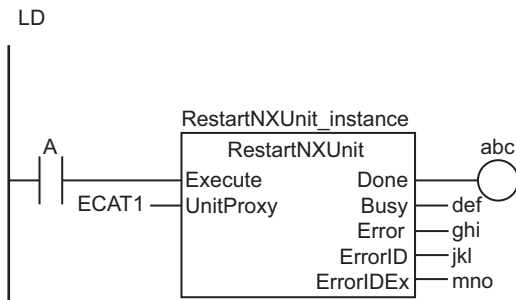 LD
A
RestartNXUnit_instance
RestartNXUnit
abc
Execute Done
ECAT1 UnitProxy Busy def
Error ghi
ErrorID jkl
ErrorIDEx mno